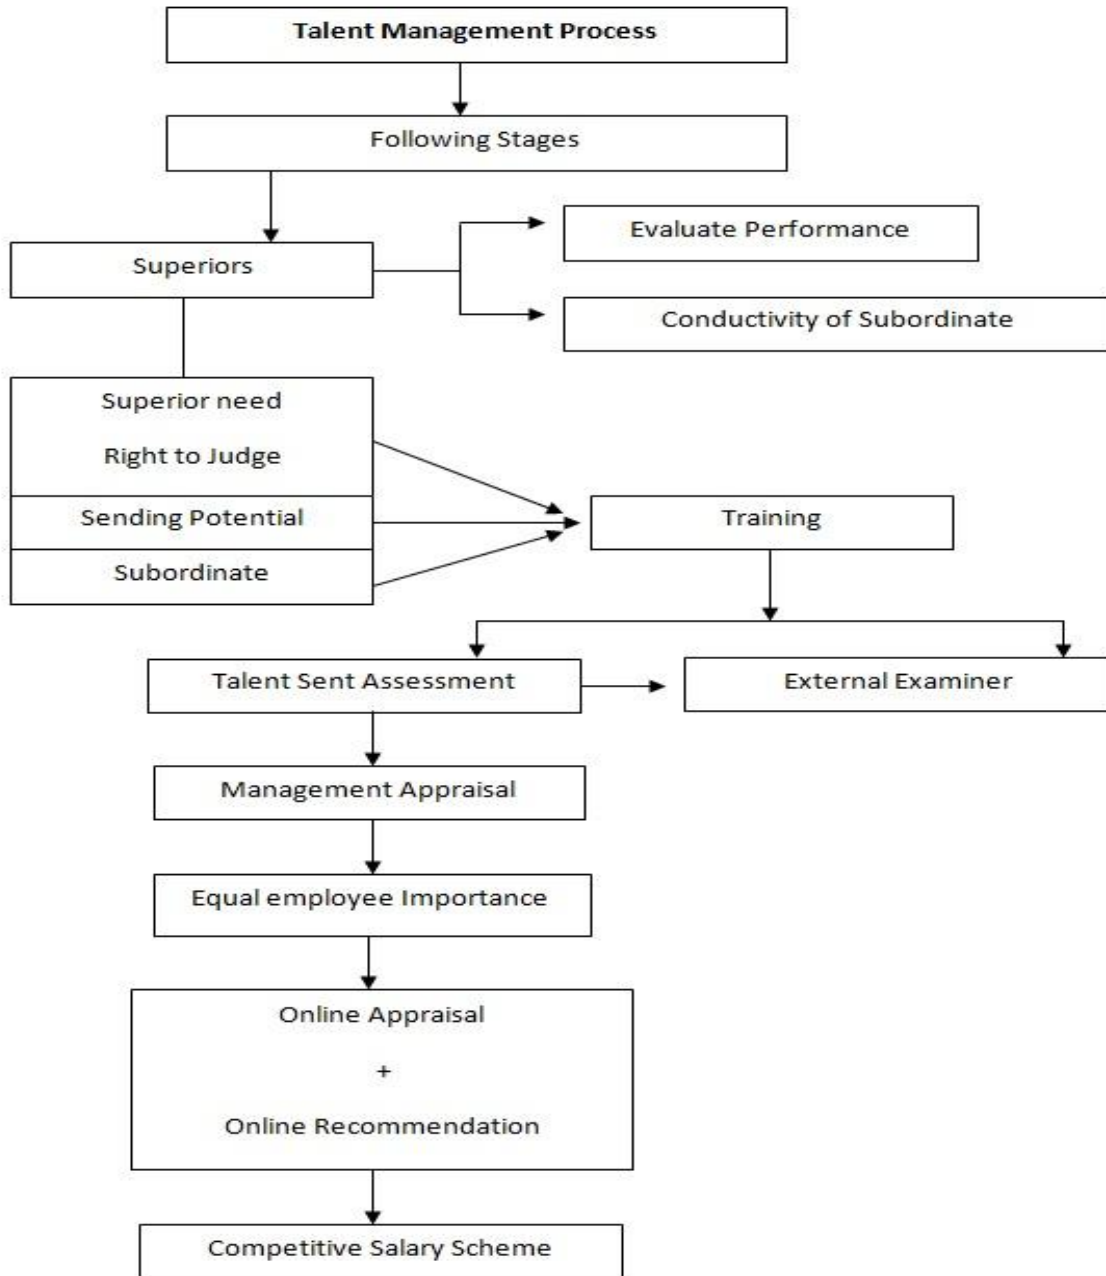 Talent Management Process
Following Stages
Superiors
Evaluate Performance
Conductivity of Subordinate
Superior need
Right to Judge
Sending Potential
Subordinate
Training
Talent Sent Assessment
External Examiner
Management Appraisal
Equal employee Importance
Online Appraisal
+
Online Recommendation
Competitive Salary Scheme